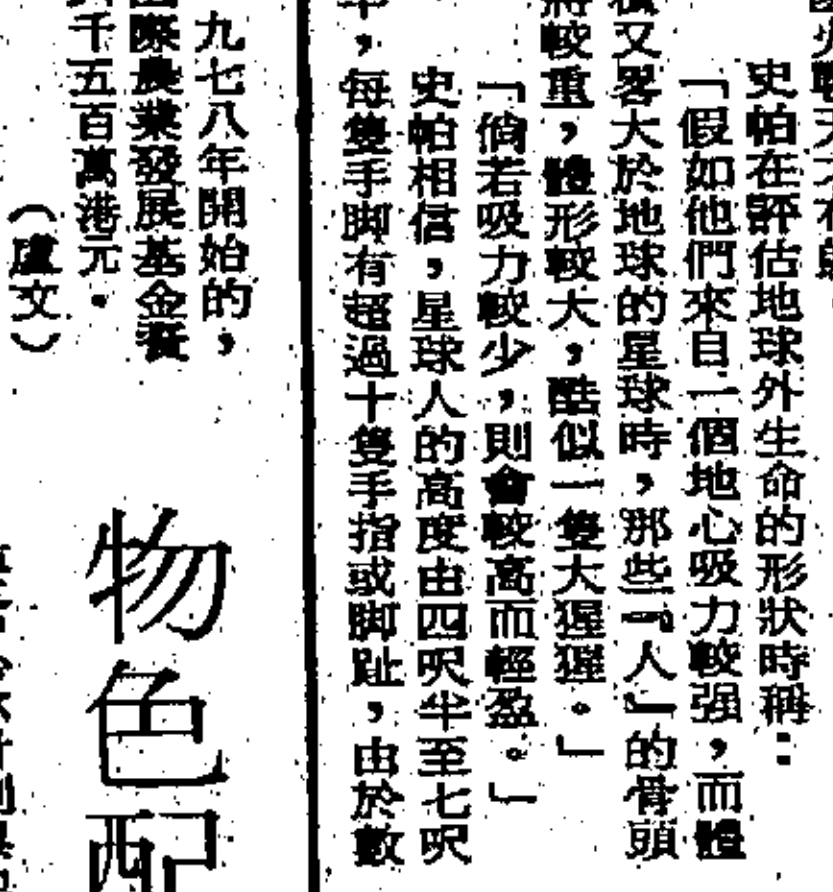 史帕在評估地球外生命的形狀時稱：
「假如他們來自一個地心吸力較强，而體
積又畧大於地球的星球時，那些『人』的骨頭
將較重，體形較大，酷似一隻大猩猩。」
「倘若吸力較少，則會較高而輕盈。」
史帕相信，星球人的高度由四呎半至七呎
半，每隻手脚有超過十隻手指或脚趾，由於數
九七八年開始的，
國際農業發展基金資
千五百萬港元。
（盧文）
物色配